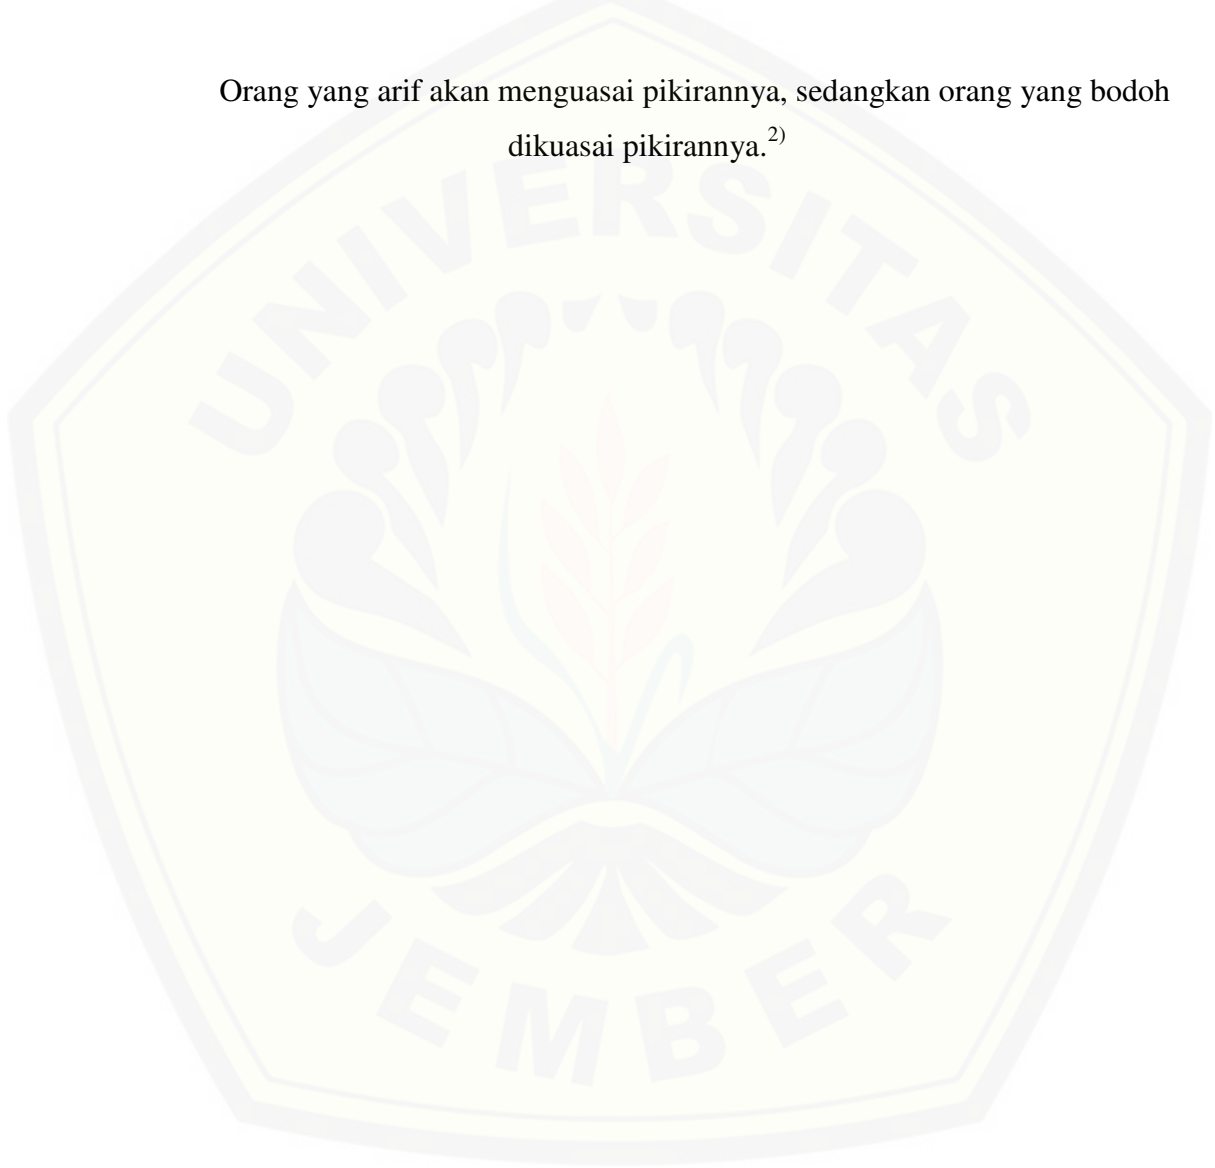 Orang yang arif akan menguasai pikirannya, sedangkan orang yang bodoh
dikuasai pikirannya.2)
UNIVERSITAS
JEMBER